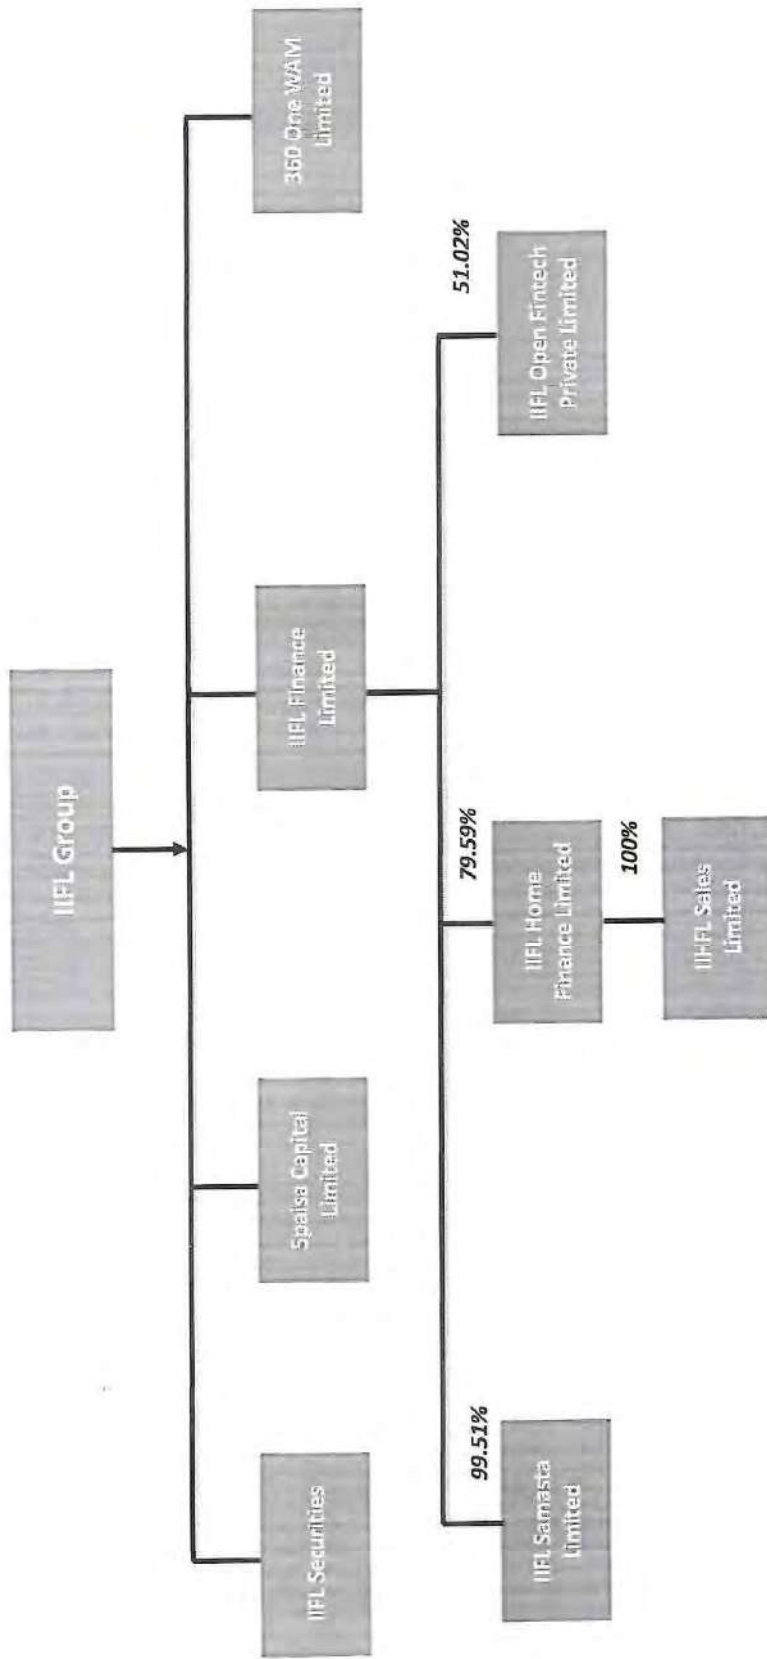 IIFL Group
IIFL Securities
5paisa Capital
Limited
IIFL Finance
Limited
360 One WAM
Limited
99.51%
IIFL Samasta
Limited
79.59%
IIFL Home
Finance Limited
51.02%
IIFL Open Fintech
Private Limited
100%
IIHFL Sales
Limited